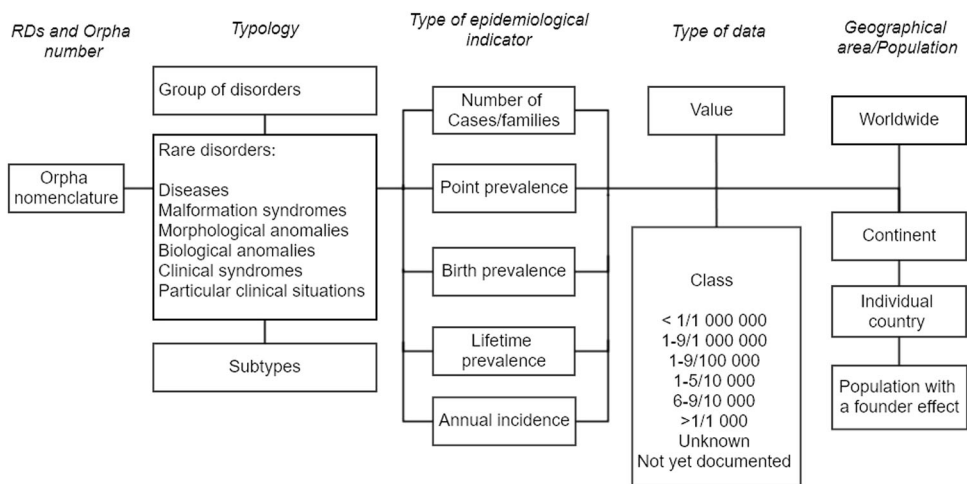 RDs and Orpha
number
Typology
Type of epidemiological
indicator
Type of data
Geographical
area/Population
Orpha
nomenclature
Group of disorders
Rare disorders:
Diseases
Malformation syndromes
Morphological anomalies
Biological anomalies
Clinical syndromes
Particular clinical situations
Subtypes
Number of
Cases/families
Point prevalence
Birth prevalence
Lifetime
prevalence
Annual incidence
Value
Class
< 1/1 000 000
1-9/1 000 000
1-9/100 000
1-5/10 000
6-9/10 000
>1/1 000
Unknown
Not yet documented
Worldwide
Continent
Individual
country
Population with
a founder effect